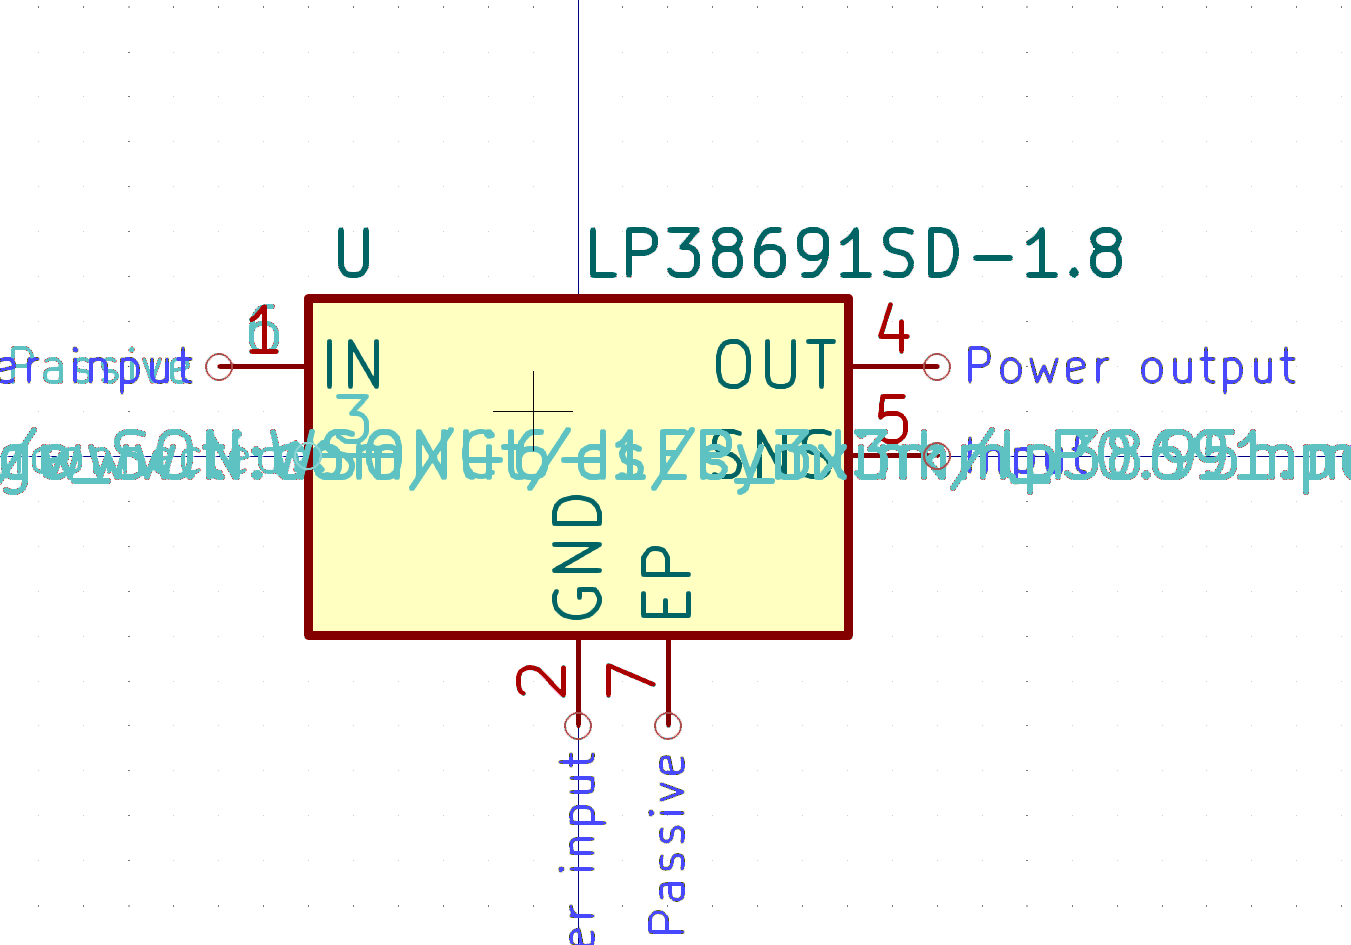 U LP38691SD-1.8
1 6 4
er input Passive IN OUT Power output
3 5
SNS Input
GND EP
2 7
er input Passive